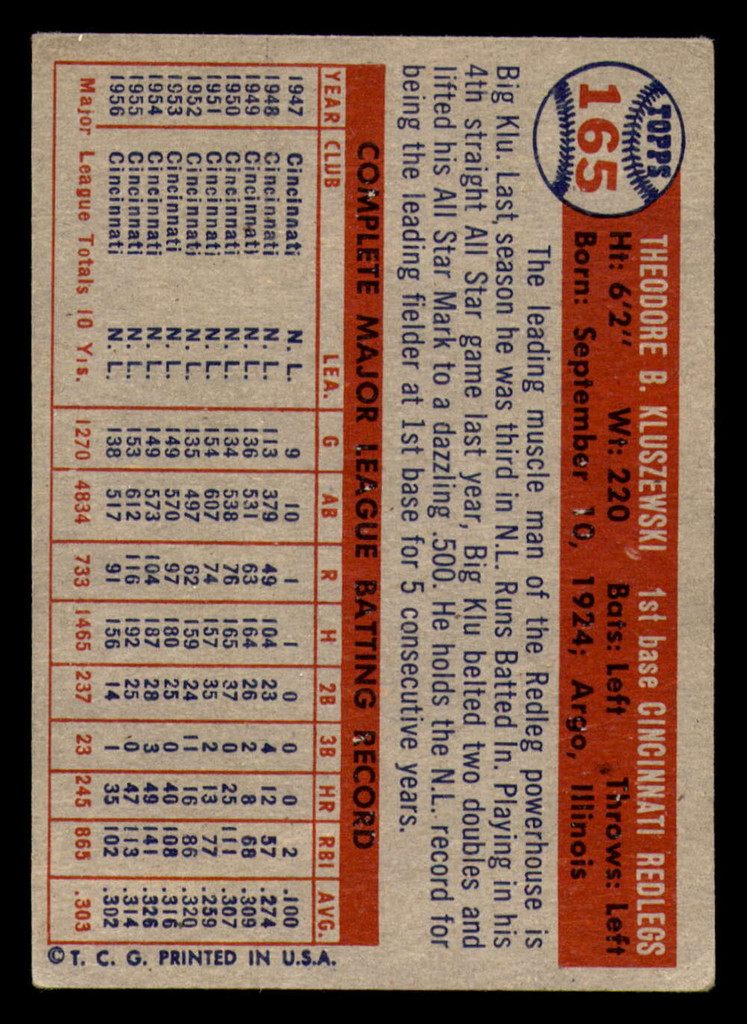 TOPPS
165
THEODORE B. KLUSZEWSKI 1st base CINCINNATI REDLEGS
Ht: 6'2" Wt: 220 Bats: Left Throws: Left
Born: September 10, 1924; Argo, Illinois
The leading muscle man of the Redleg powerhouse is
Big Klu. Last season he was third in N.L. Runs Batted In. Playing in his
4th straight All Star game last year, Big Klu belted two doubles and
lifted his All Star Mark to a dazzling .500. He holds the N.L. record for
being the leading fielder at 1st base for 5 consecutive years.
COMPLETE MAJOR LEAGUE BATTING RECORD
YEAR CLUB LEA. G AB R H 2B 3B HR RBI AVG.
1947 Cincinnati N. L. 9 10 1 1 0 0 0 2 .100
1948 Cincinnati N. L. 113 379 49 104 23 4 12 57 .274
1949 Cincinnati N. L. 136 531 63 164 26 2 8 68 .309
1950 Cincinnati N. L. 134 538 76 165 37 0 25 111 .307
1951 Cincinnati N. L. 154 607 74 157 35 2 13 77 .259
1952 Cincinnati N. L. 135 497 62 159 24 11 16 86 .320
1953 Cincinnati N. L. 149 570 97 180 25 0 40 108 .316
1954 Cincinnati N. L. 149 573 104 187 28 3 49 141 .326
1955 Cincinnati N. L. 153 612 116 192 25 0 47 113 .314
1956 Cincinnati N. L. 138 517 91 156 14 1 35 102 .302
Major League Totals 10 Yrs. 1270 4834 733 1465 237 23 245 865 .303
© T. C. G. PRINTED IN U.S.A.